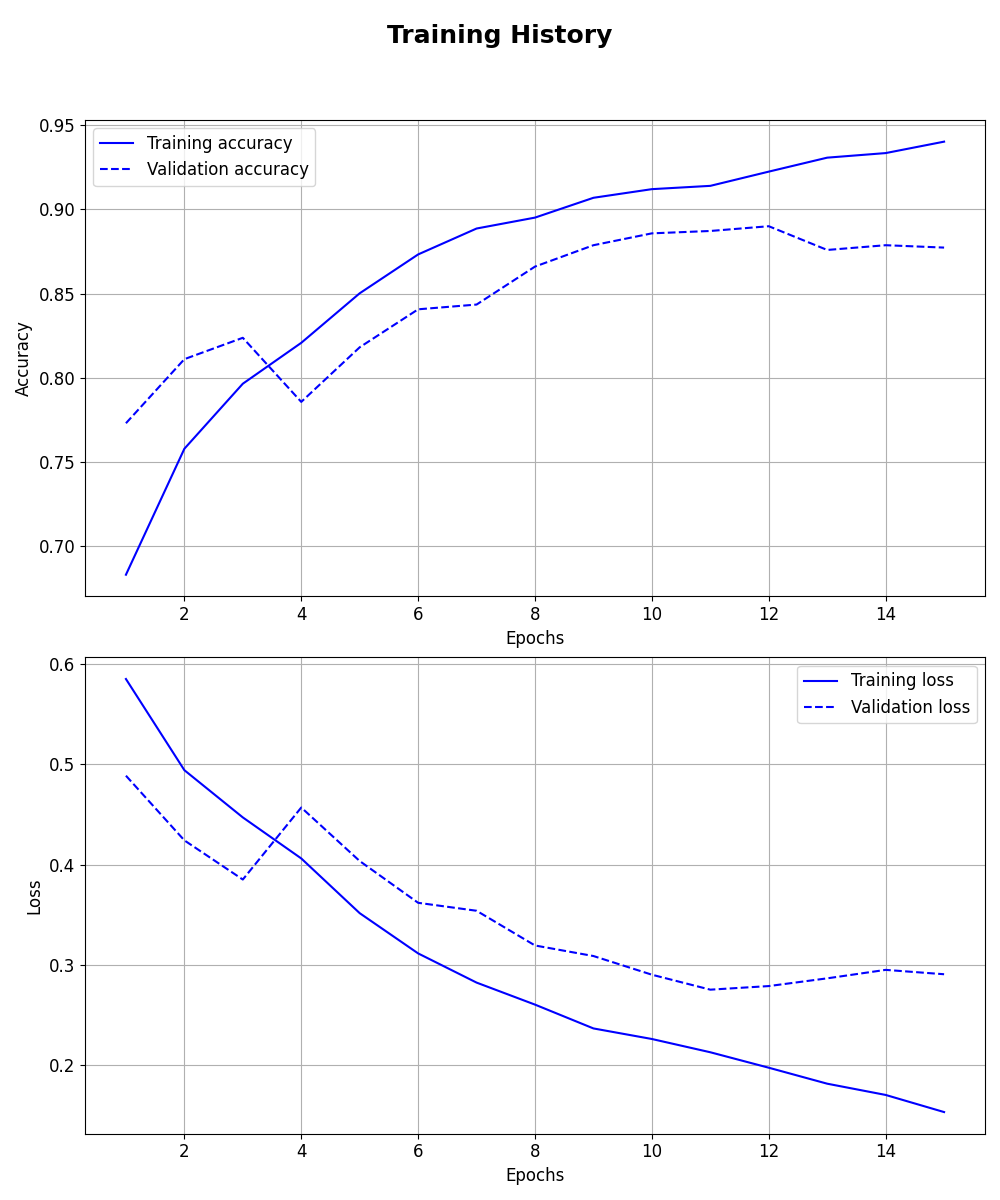 Training History
0.95
0.90
0.85
0.80
0.75
0.70
Accuracy
Training accuracy
Validation accuracy
2 4 6 8 10 12 14
Epochs
0.6
0.5
0.4
0.3
0.2
Loss
Training loss
Validation loss
2 4 6 8 10 12 14
Epochs